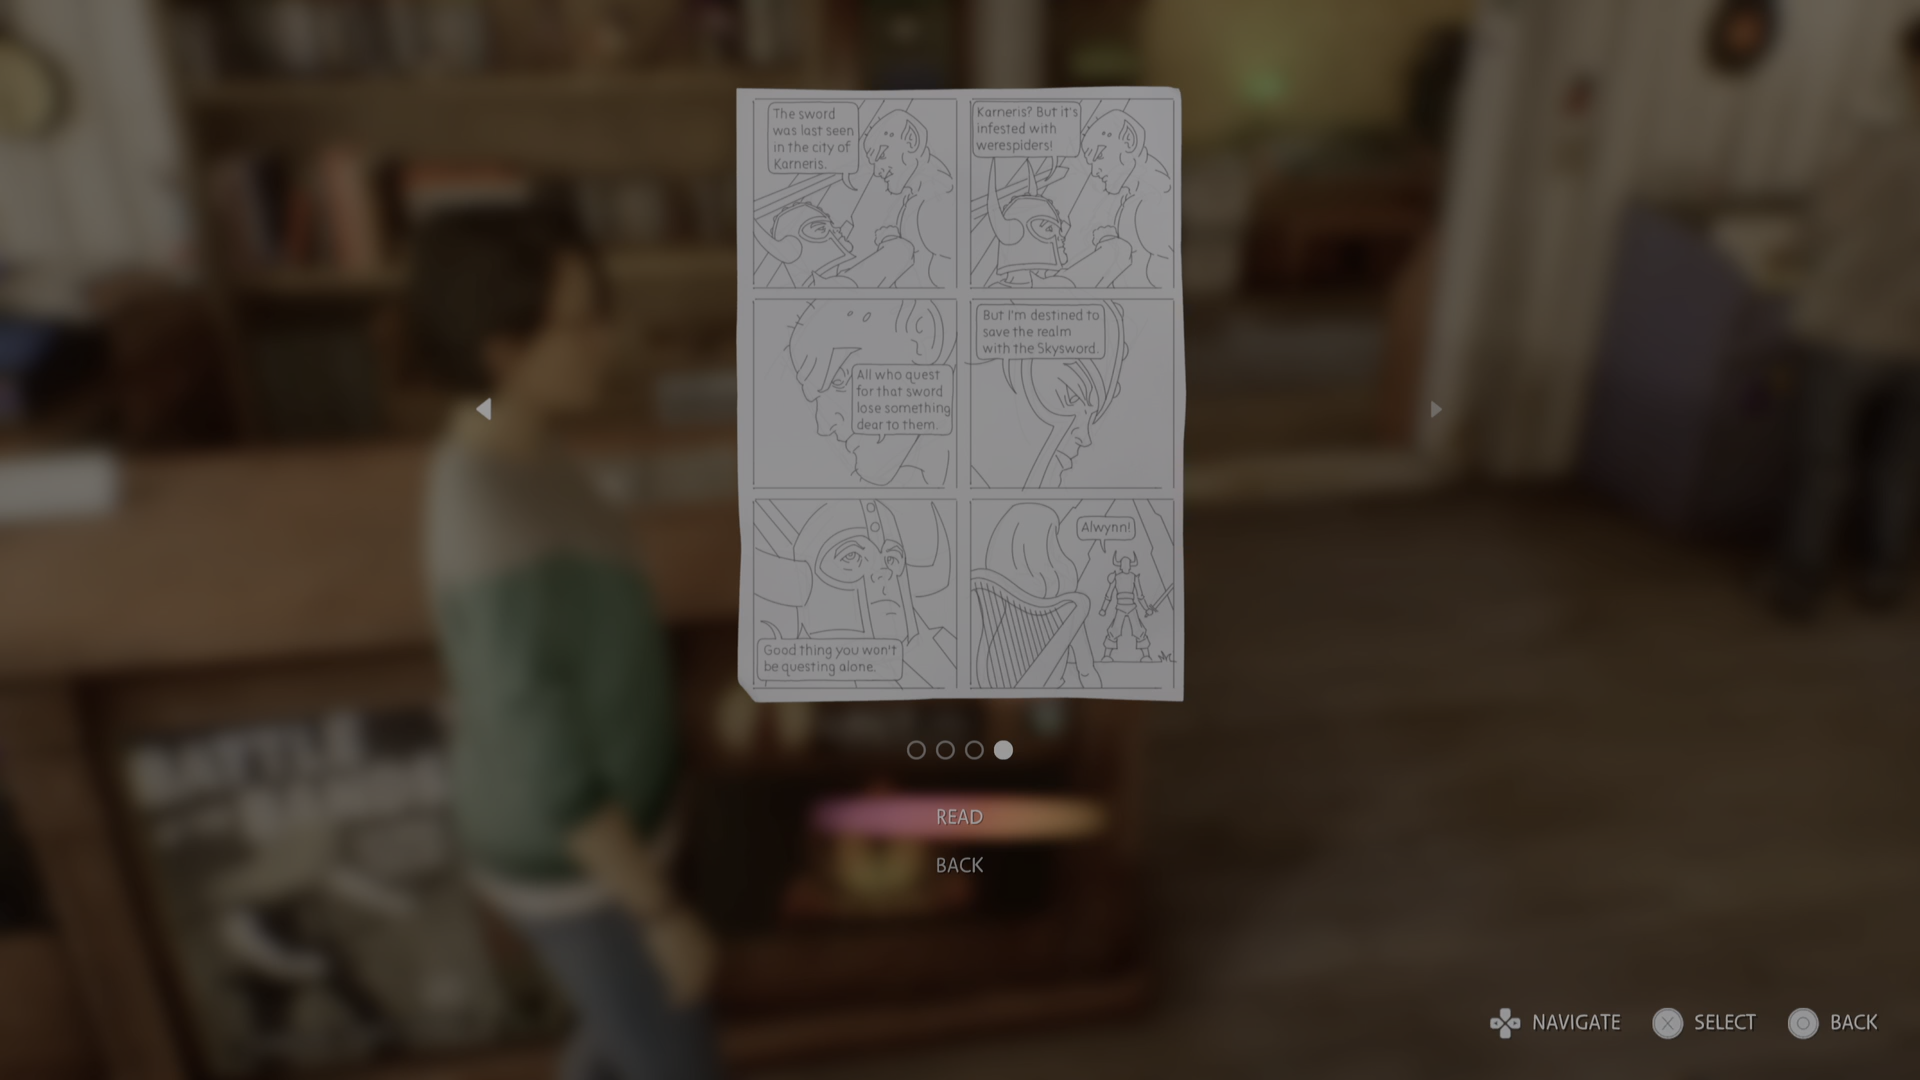 The sword
was last seen
in the city of
Karneris.
Karneris? But it's
infested with
werespiders!
All who quest
for that sword
lose something
dear to them.
But I'm destined to
save the realm
with the Skysword.
Good thing you won't
be questing alone.
Alwynn!
READ
BACK
BATTLE
NAVIGATE
SELECT
BACK